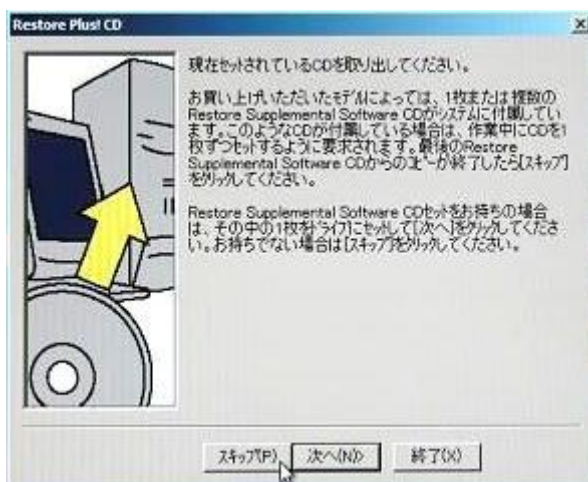 Restore Plus! CD
現在セットされているCDを取り出してください。
お買い上げいただいたモデルによっては、1枚または複数の
Restore Supplemental Software CDがシステムに付属してい
ます。このようなCDが付属している場合は、作業中にCDを1
枚ずつセットするように要求されます。最後のRestore
Supplemental Software CDからのコピーが終了したら[スキップ]
をクリックしてください。
Restore Supplemental Software CDセットをお持ちの場合
は、その中の1枚をドライブにセットして[次へ]をクリックしてくださ
い。お持ちでない場合は[スキップ]をクリックしてください。
スキップ(P)
次へ(N)>
終了(X)